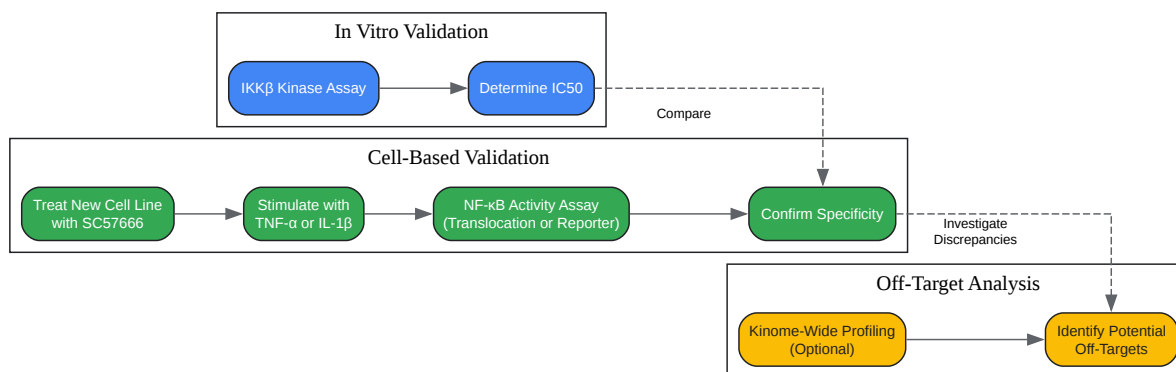 In Vitro Validation
IKKβ Kinase Assay
Determine IC50
Compare
Cell-Based Validation
Treat New Cell Line
with SC57666
Stimulate with
TNF-α or IL-1β
NF-κB Activity Assay
(Translocation or Reporter)
Confirm Specificity
Investigate
Discrepancies
Off-Target Analysis
Kinome-Wide Profiling
(Optional)
Identify Potential
Off-Targets